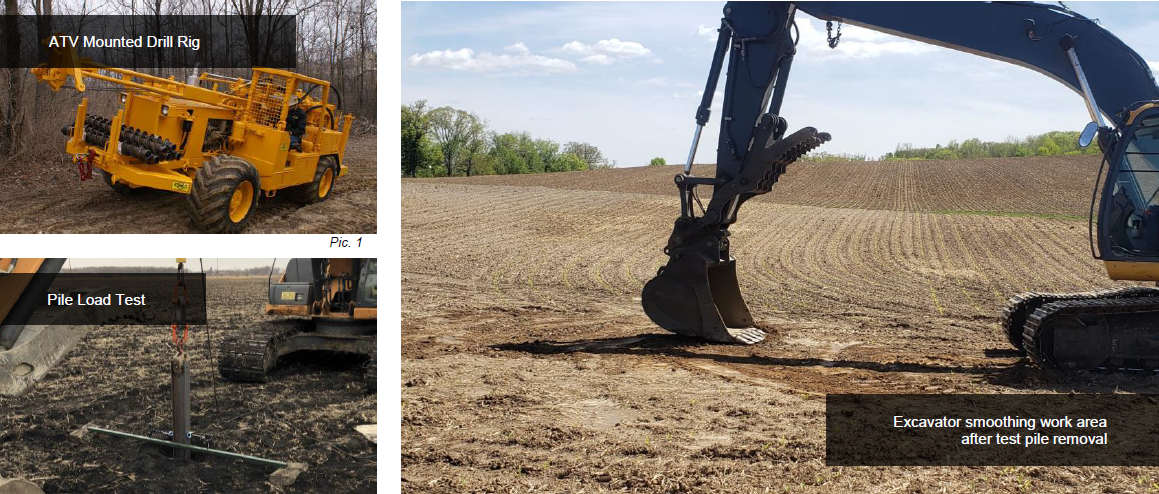 ATV Mounted Drill Rig
Pic. 1
Pile Load Test
Excavator smoothing work area
after test pile removal